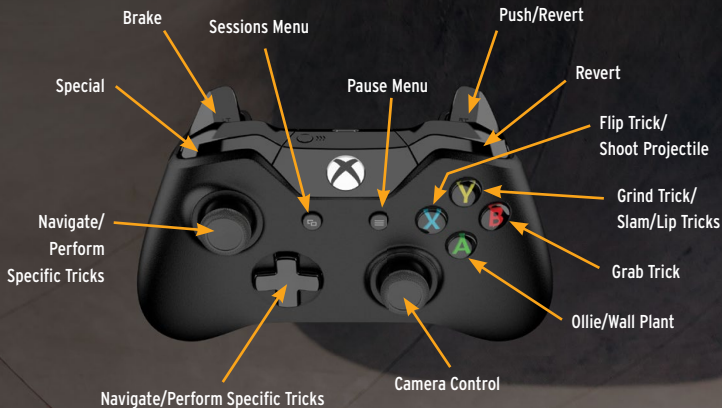 Brake
Sessions Menu
Push/Revert
Special
Pause Menu
Revert
Flip Trick/
Shoot Projectile
Grind Trick/
Slam/Lip Tricks
Navigate/
Perform
Specific Tricks
Grab Trick
Ollie/Wall Plant
Navigate/Perform Specific Tricks
Camera Control
X
Y
B
A